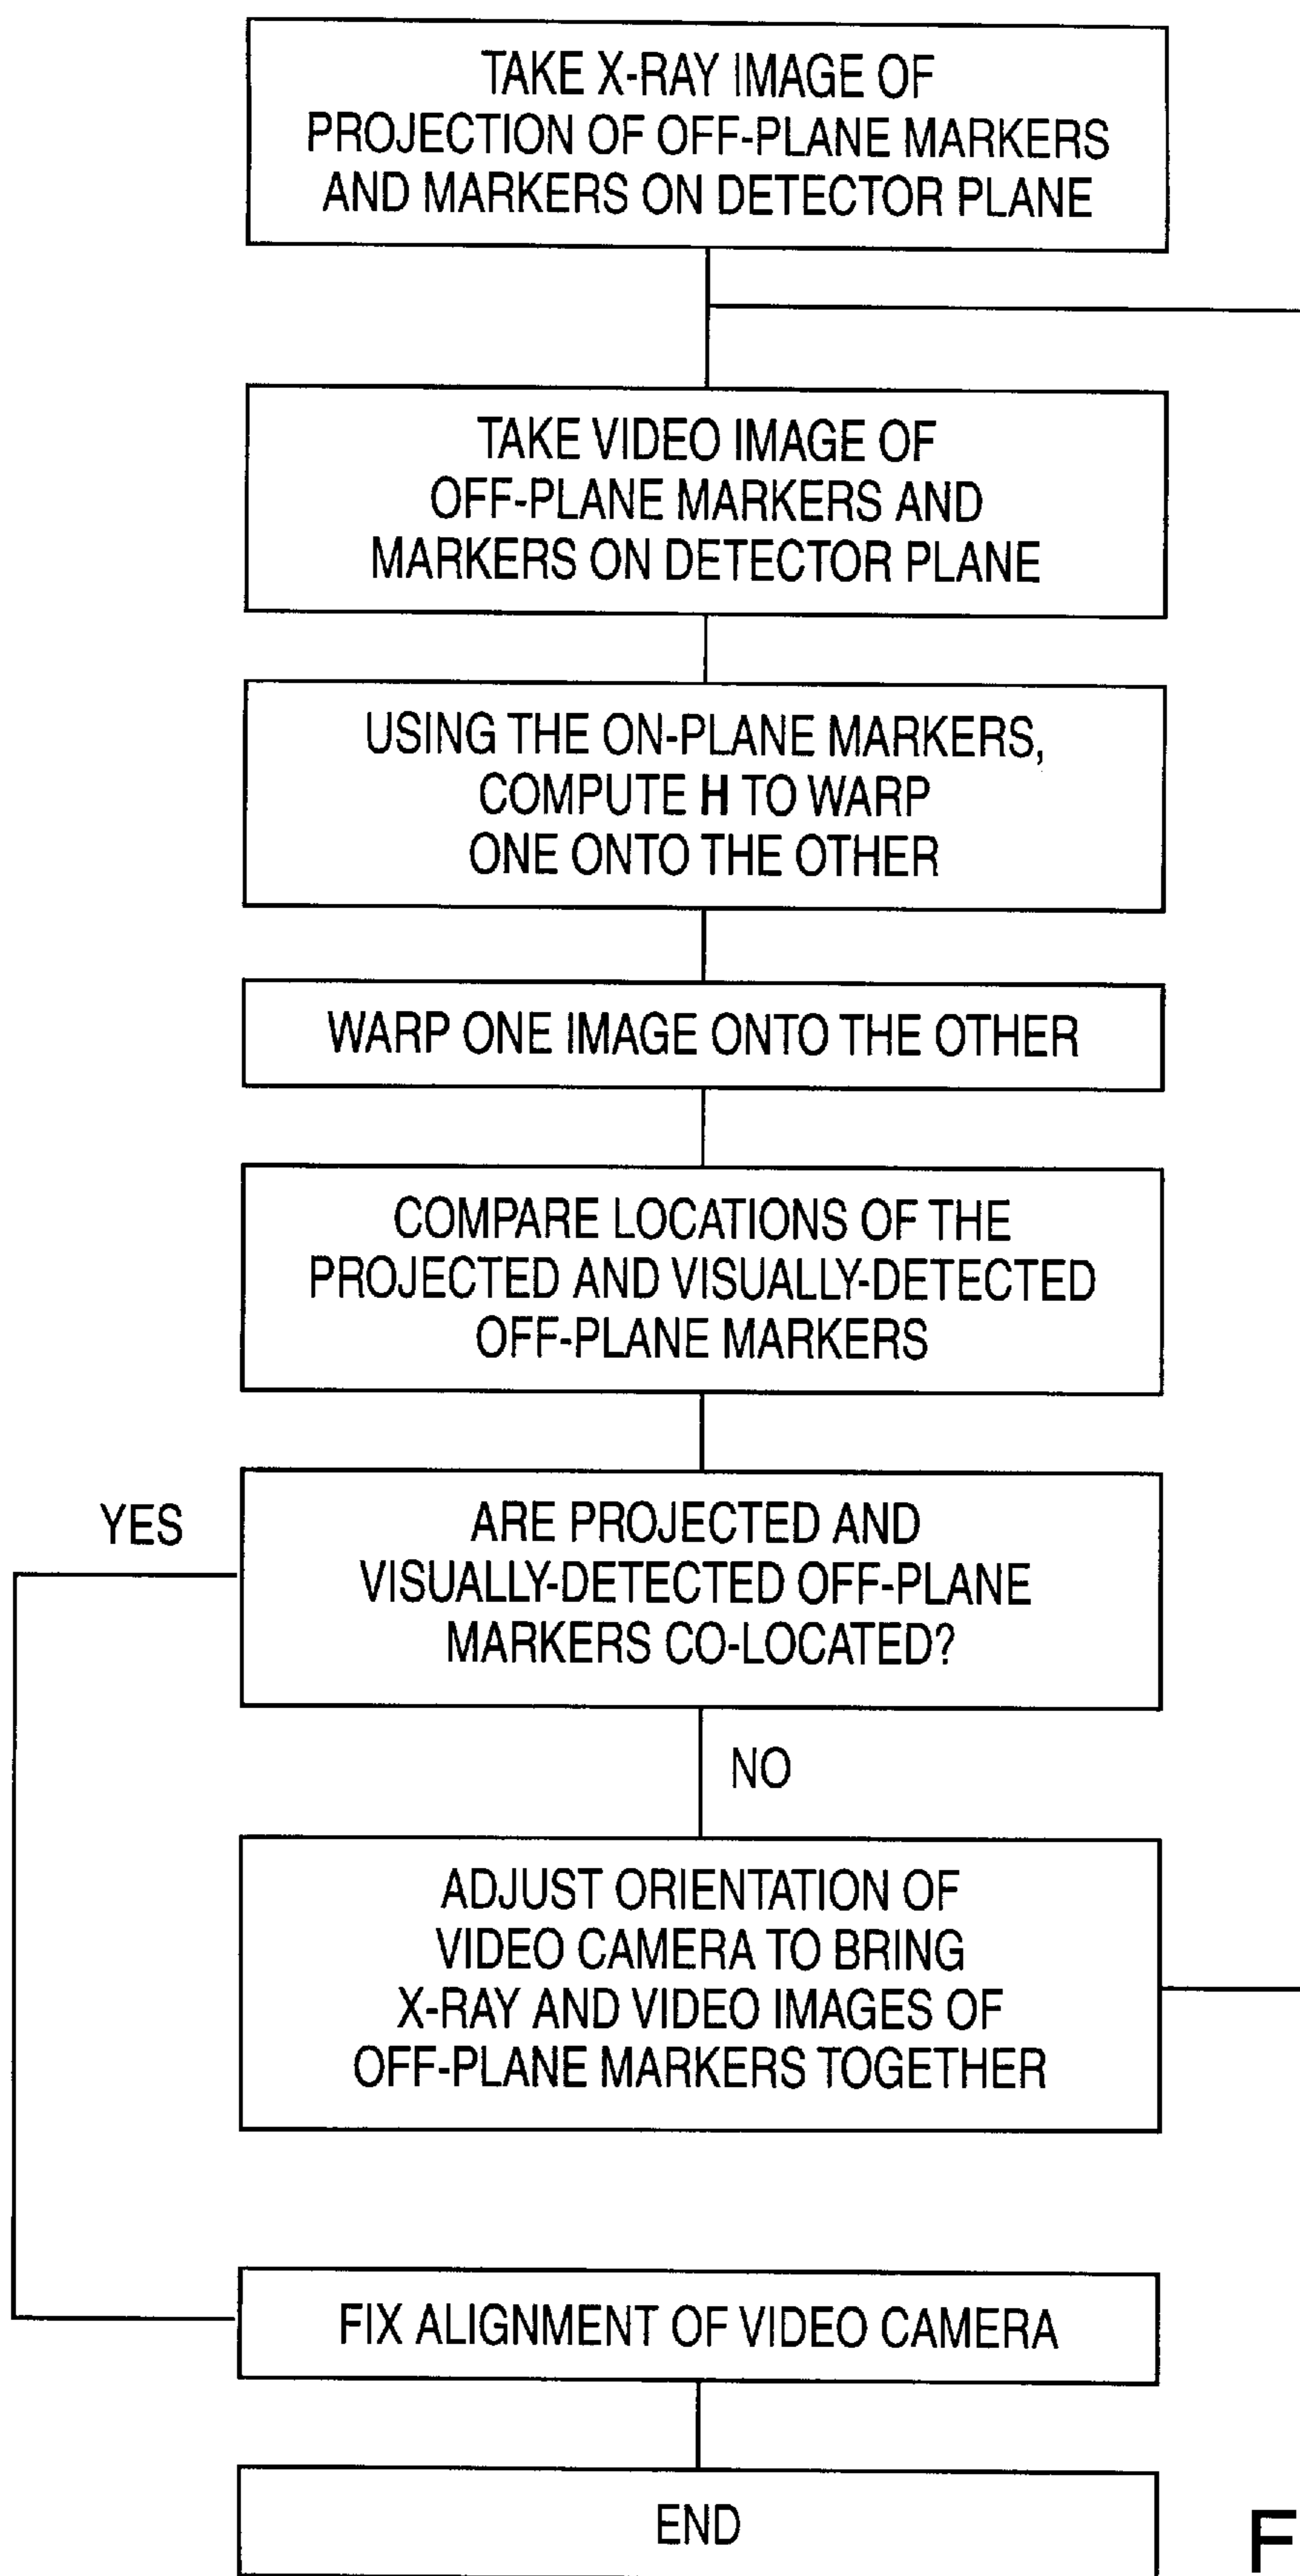 TAKE X-RAY IMAGE OF
PROJECTION OF OFF-PLANE MARKERS
AND MARKERS ON DETECTOR PLANE
TAKE VIDEO IMAGE OF
OFF-PLANE MARKERS AND
MARKERS ON DETECTOR PLANE
USING THE ON-PLANE MARKERS,
COMPUTE H TO WARP
ONE ONTO THE OTHER
WARP ONE IMAGE ONTO THE OTHER
COMPARE LOCATIONS OF THE
PROJECTED AND VISUALLY-DETECTED
OFF-PLANE MARKERS
YES
ARE PROJECTED AND
VISUALLY-DETECTED OFF-PLANE
MARKERS CO-LOCATED?
NO
ADJUST ORIENTATION OF
VIDEO CAMERA TO BRING
X-RAY AND VIDEO IMAGES OF
OFF-PLANE MARKERS TOGETHER
FIX ALIGNMENT OF VIDEO CAMERA
END
F